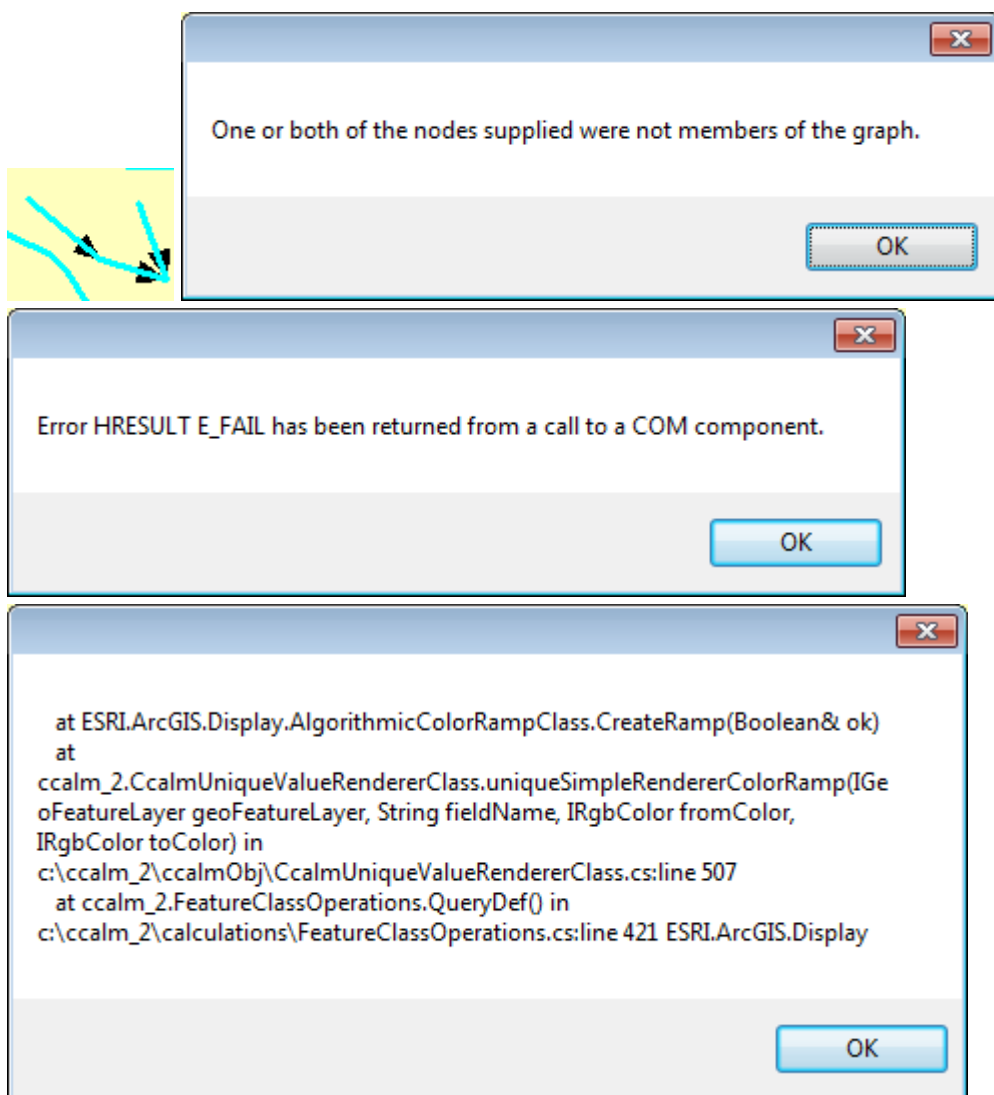 One or both of the nodes supplied were not members of the graph.
OK
Error HRESULT E_FAIL has been returned from a call to a COM component.
OK
at ESRI.ArcGIS.Display.AlgorithmicColorRampClass.CreateRamp(Boolean& ok)
at
ccalm_2.CcalmUniqueValueRendererClass.uniqueSimpleRendererColorRamp(IGe
oFeatureLayer geoFeatureLayer, String fieldName, IRgbColor fromColor,
IRgbColor toColor) in
c:\ccalm_2\ccalmObj\CcalmUniqueValueRendererClass.cs:line 507
at ccalm_2.FeatureClassOperations.QueryDef() in
c:\ccalm_2\calculations\FeatureClassOperations.cs:line 421 ESRI.ArcGIS.Display
OK